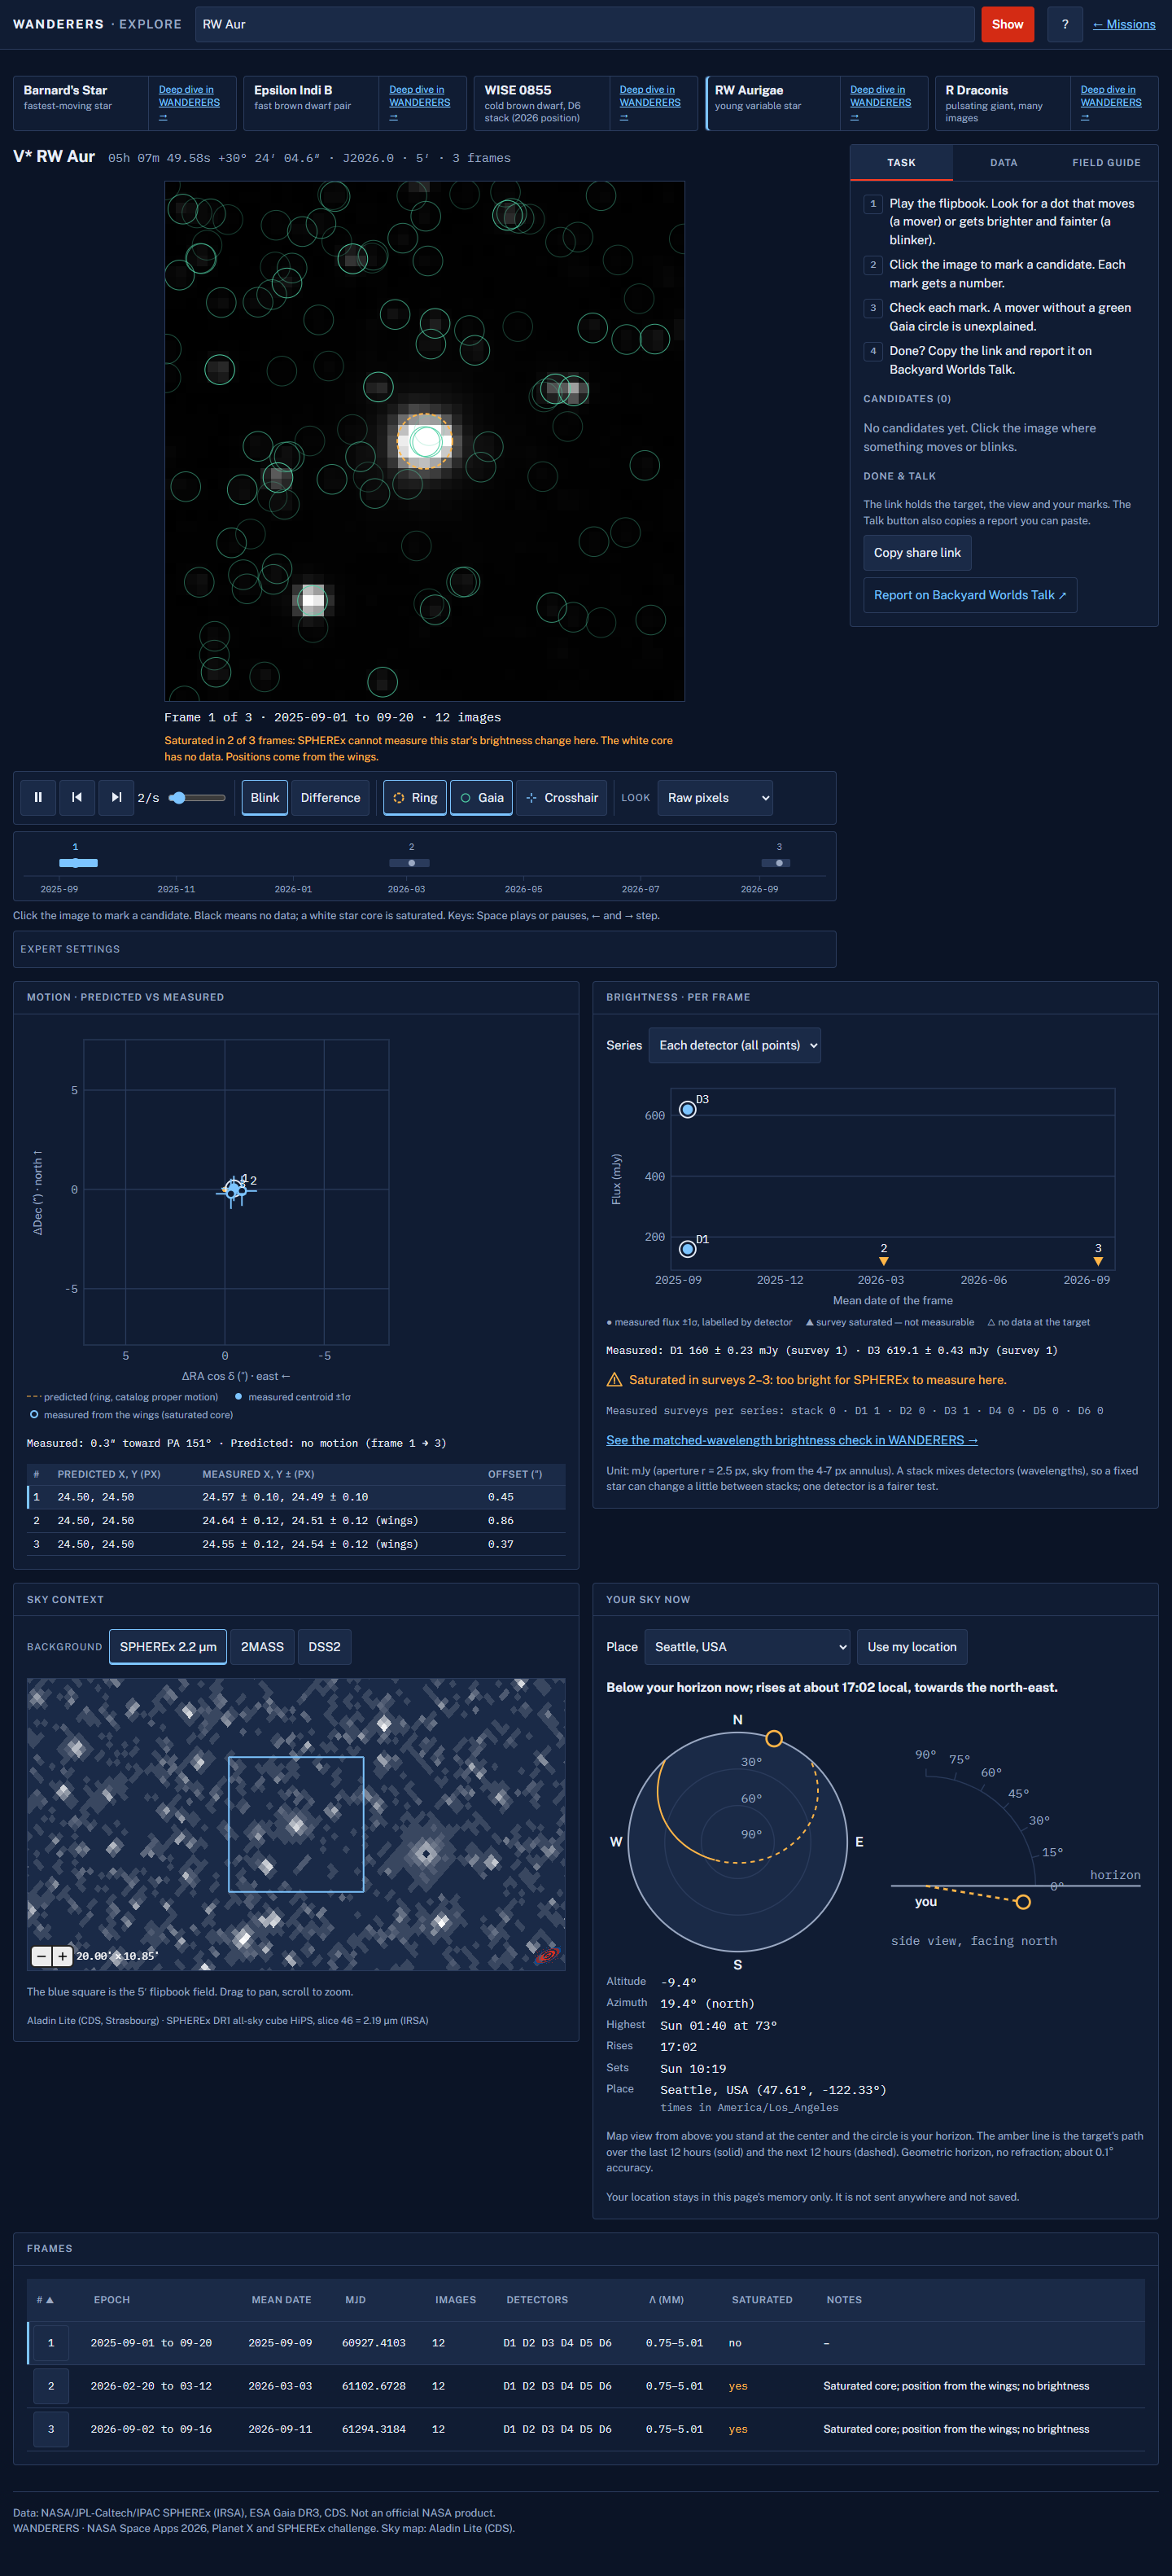 WANDERERS · EXPLORE
RW Aur
Show
?
← Missions
Barnard's Star
fastest-moving star
Deep dive in
WANDERERS
→
Epsilon Indi B
fast brown dwarf pair
Deep dive in
WANDERERS
→
WISE 0855
cold brown dwarf, D6
stack (2026 position)
Deep dive in
WANDERERS
→
RW Aurigae
young variable star
Deep dive in
WANDERERS
→
R Draconis
pulsating giant, many
images
Deep dive in
WANDERERS
→
V* RW Aur 05h 07m 49.58s +30° 24′ 04.6″ · J2026.0 · 5′ · 3 frames
Frame 1 of 3 · 2025-09-01 to 09-20 · 12 images
Saturated in 2 of 3 frames: SPHEREx cannot measure this star's brightness change here. The white core
has no data. Positions come from the wings.
2/s
Blink
Difference
Ring
Gaia
Crosshair
LOOK
Raw pixels
1 2 3
2025-09 2025-11 2026-01 2026-03 2026-05 2026-07 2026-09
Click the image to mark a candidate. Black means no data; a white star core is saturated. Keys: Space plays or pauses, ← and → step.
EXPERT SETTINGS
TASK
DATA
FIELD GUIDE
1 Play the flipbook. Look for a dot that moves
(a mover) or gets brighter and fainter (a
blinker).
2 Click the image to mark a candidate. Each
mark gets a number.
3 Check each mark. A mover without a green
Gaia circle is unexplained.
4 Done? Copy the link and report it on
Backyard Worlds Talk.
CANDIDATES (0)
No candidates yet. Click the image where
something moves or blinks.
DONE & TALK
The link holds the target, the view and your marks. The
Talk button also copies a report you can paste.
Copy share link
Report on Backyard Worlds Talk ↗
MOTION · PREDICTED VS MEASURED
ΔDec (″) · north ↑
5
0
-5
1 2
5 0 -5
ΔRA cos δ (″) · east ←
predicted (ring, catalog proper motion)
measured centroid ±1σ
measured from the wings (saturated core)
Measured: 0.3″ toward PA 151° · Predicted: no motion (frame 1 → 3)
# PREDICTED X, Y (PX) MEASURED X, Y ± (PX) OFFSET (″)
1 24.50, 24.50 24.57 ± 0.10, 24.49 ± 0.10 0.45
2 24.50, 24.50 24.64 ± 0.12, 24.51 ± 0.12 (wings) 0.86
3 24.50, 24.50 24.55 ± 0.12, 24.54 ± 0.12 (wings) 0.37
BRIGHTNESS · PER FRAME
Series
Each detector (all points)
Flux (mJy)
600
400
200
D3
D1
2
3
2025-09 2025-12 2026-03 2026-06 2026-09
Mean date of the frame
● measured flux ±1σ, labelled by detector ▲ survey saturated — not measurable △ no data at the target
Measured: D1 160 ± 0.23 mJy (survey 1) · D3 619.1 ± 0.43 mJy (survey 1)
Saturated in surveys 2–3: too bright for SPHEREx to measure here.
Measured surveys per series: stack 0 · D1 1 · D2 0 · D3 1 · D4 0 · D5 0 · D6 0
See the matched-wavelength brightness check in WANDERERS →
Unit: mJy (aperture r = 2.5 px, sky from the 4-7 px annulus). A stack mixes detectors (wavelengths), so a fixed
star can change a little between stacks; one detector is a fairer test.
SKY CONTEXT
BACKGROUND
SPHEREx 2.2 µm
2MASS
DSS2
− + 20.00′ × 10.85′
The blue square is the 5′ flipbook field. Drag to pan, scroll to zoom.
Aladin Lite (CDS, Strasbourg) · SPHEREx DR1 all-sky cube HiPS, slice 46 = 2.19 µm (IRSA)
YOUR SKY NOW
Place
Seattle, USA
Use my location
Below your horizon now; rises at about 17:02 local, towards the north-east.
N
30°
60°
90°
W
E
S
90°
75°
60°
45°
30°
15°
0°
horizon
you
side view, facing north
Altitude -9.4°
Azimuth 19.4° (north)
Highest Sun 01:40 at 73°
Rises 17:02
Sets Sun 10:19
Place Seattle, USA (47.61°, -122.33°)
times in America/Los_Angeles
Map view from above: you stand at the center and the circle is your horizon. The amber line is the target's path
over the last 12 hours (solid) and the next 12 hours (dashed). Geometric horizon, no refraction; about 0.1°
accuracy.
Your location stays in this page's memory only. It is not sent anywhere and not saved.
FRAMES
# ▲ EPOCH MEAN DATE MJD IMAGES DETECTORS Λ (ΜM) SATURATED NOTES
1 2025-09-01 to 09-20 2025-09-09 60927.4103 12 D1 D2 D3 D4 D5 D6 0.75–5.01 no –
2 2026-02-20 to 03-12 2026-03-03 61102.6728 12 D1 D2 D3 D4 D5 D6 0.75–5.01 yes Saturated core; position from the wings; no brightness
3 2026-09-02 to 09-16 2026-09-11 61294.3184 12 D1 D2 D3 D4 D5 D6 0.75–5.01 yes Saturated core; position from the wings; no brightness
Data: NASA/JPL-Caltech/IPAC SPHEREx (IRSA), ESA Gaia DR3, CDS. Not an official NASA product.
WANDERERS · NASA Space Apps 2026, Planet X and SPHEREx challenge. Sky map: Aladin Lite (CDS).